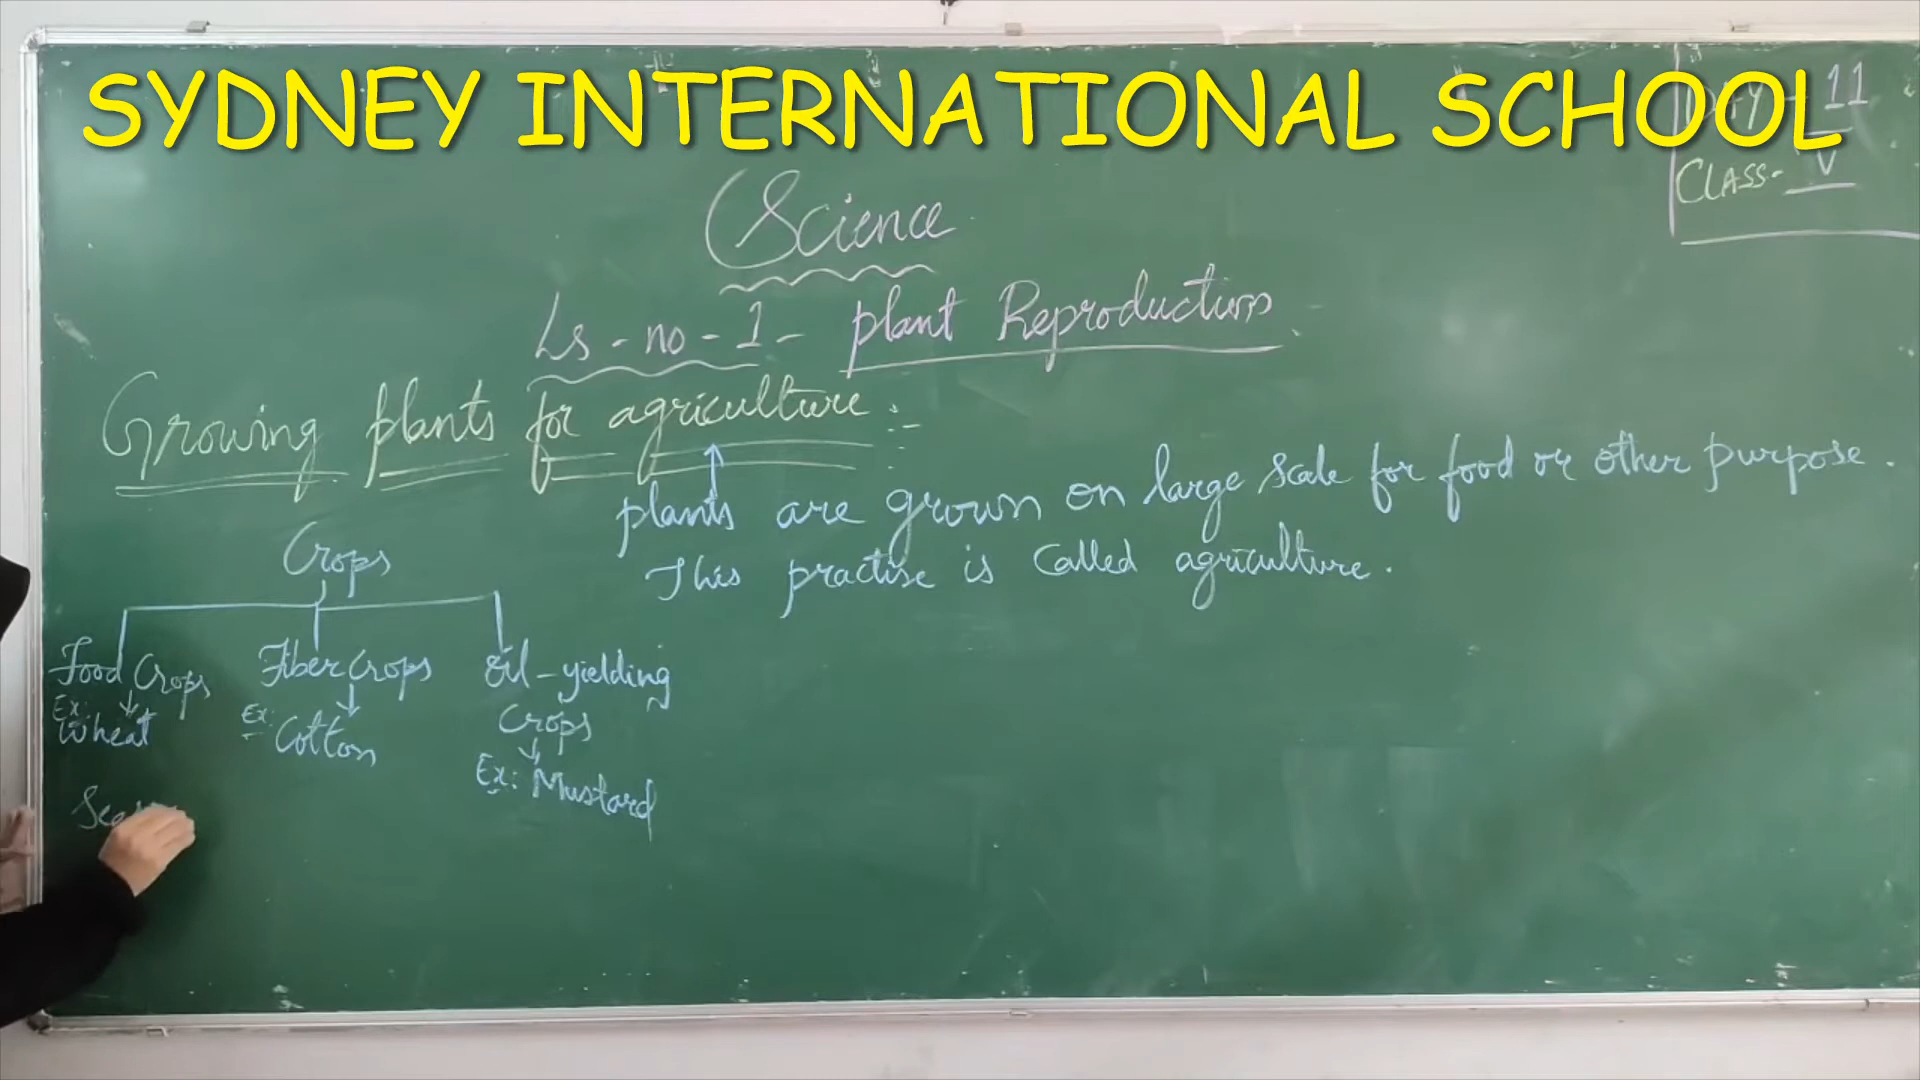 SYDNEY INTERNATIONAL SCHOOL
11
CLASS- V
Science
Ls-no-1- plant Reproduction
Growing plants for agriculture:-
plants are grown on large scale for food or other purpose.
This practise is called agriculture.
Crops
Food Crops Fiber Crops Oil-yielding
Crops
Ex: Wheat Ex: Cotton
Ex: Mustard